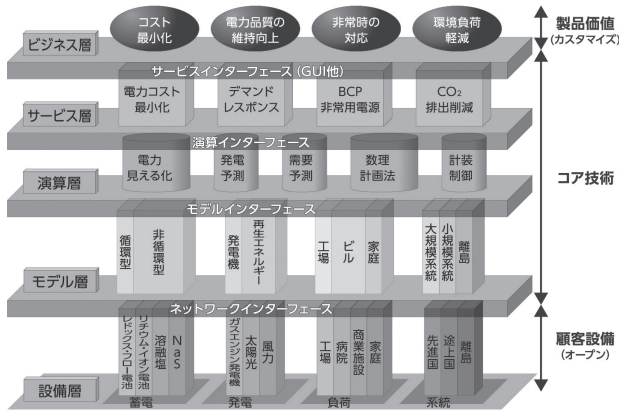 コスト
最小化
電力品質の
維持向上
非常時の
対応
環境負荷
軽減
製品価値
(カスタマイズ)
ビジネス層
サービスインターフェース(GUI他)
電力コスト
最小化
デマンド
レスポンス
BCP
非常用電源
CO₂
排出削減
サービス層
演算インターフェース
電力
見える化
発電
予測
需要
予測
数理
計画法
計装
制御
演算層
コア技術
モデルインターフェース
循環型
非循環型
発電機
再生エネルギー
工場
ビル
家庭
大規模系統
小規模系統
離島
モデル層
ネットワークインターフェース
レドックス・フロー電池
リチウム・イオン電池
溶融塩
NaS
ガスエンジン発電機
太陽光
風力
工場
病院
商業施設
家庭
先進国
途上国
離島
顧客設備
(オープン)
設備層
蓄電
発電
負荷
系統